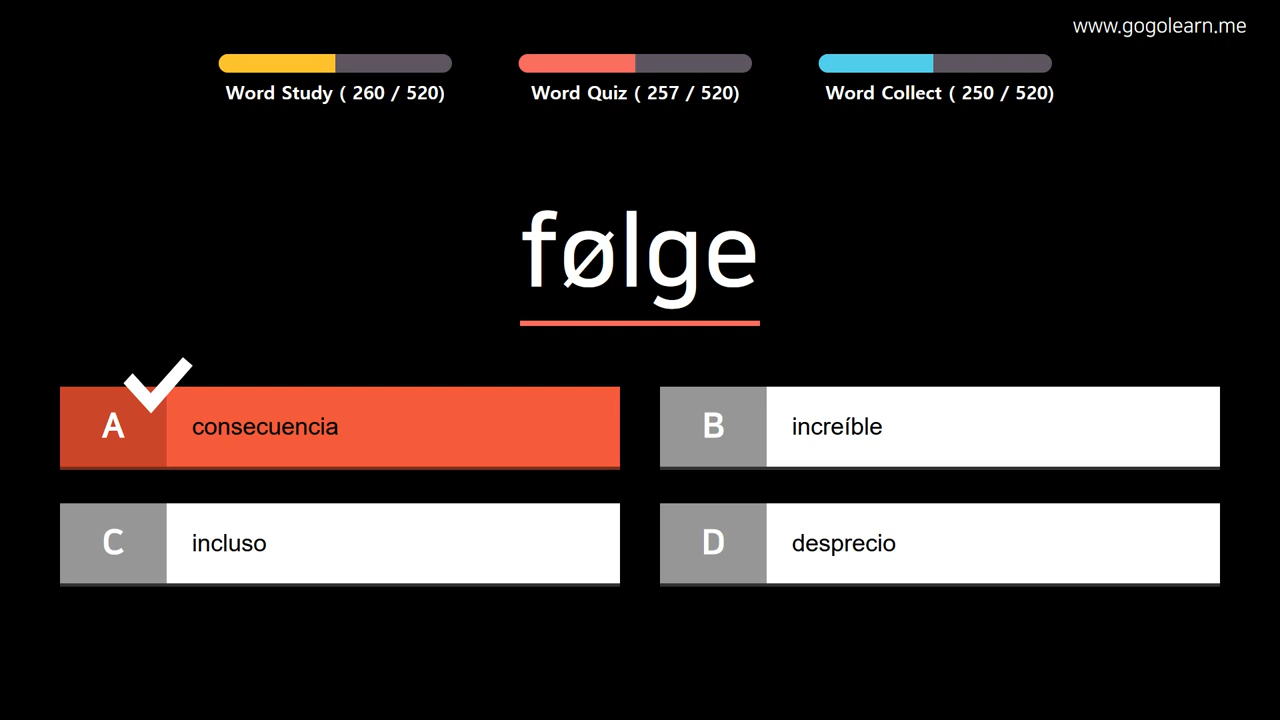 www.gogolearn.me
Word Study ( 260 / 520)
Word Quiz ( 257 / 520)
Word Collect ( 250 / 520)
følge
A consecuencia
B increíble
C incluso
D desprecio